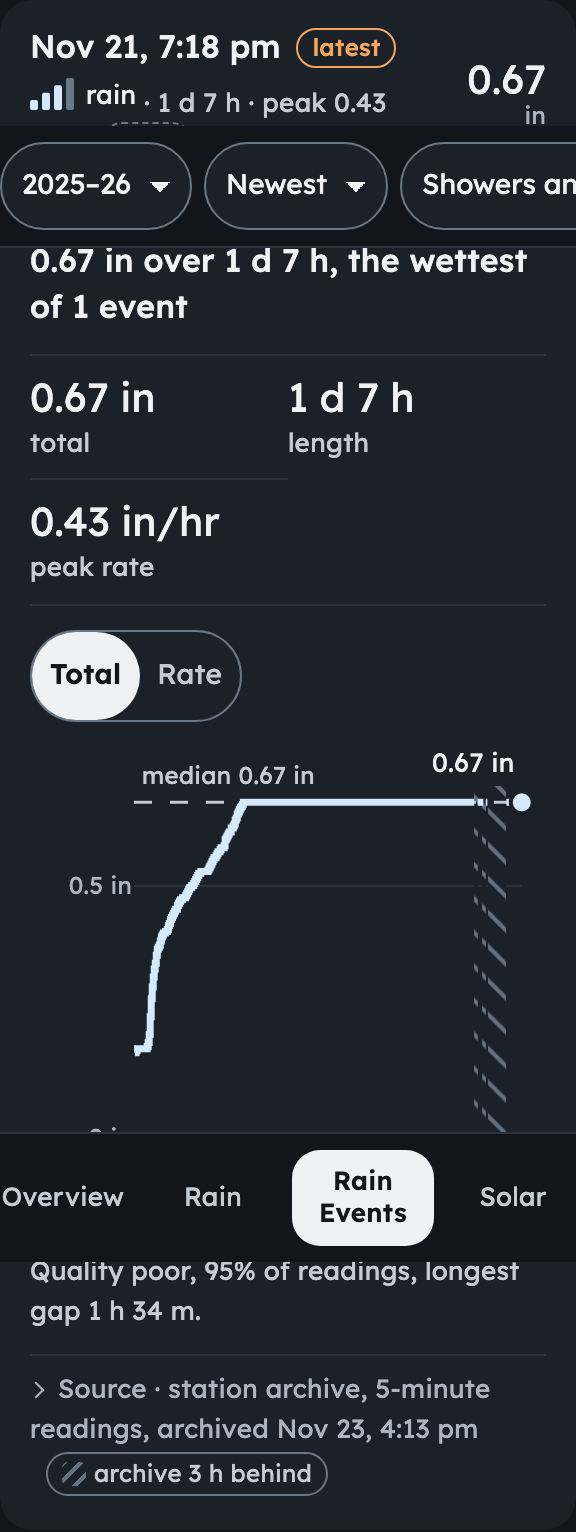 Nov 21, 7:18 pm latest
rain · 1 d 7 h · peak 0.43
0.67
in
2025–26
Newest
Showers an
0.67 in over 1 d 7 h, the wettest
of 1 event
0.67 in
total
1 d 7 h
length
0.43 in/hr
peak rate
Total
Rate
median 0.67 in
0.67 in
0.5 in
Overview
Rain
Rain
Events
Solar
Quality poor, 95% of readings, longest
gap 1 h 34 m.
Source · station archive, 5-minute
readings, archived Nov 23, 4:13 pm
archive 3 h behind